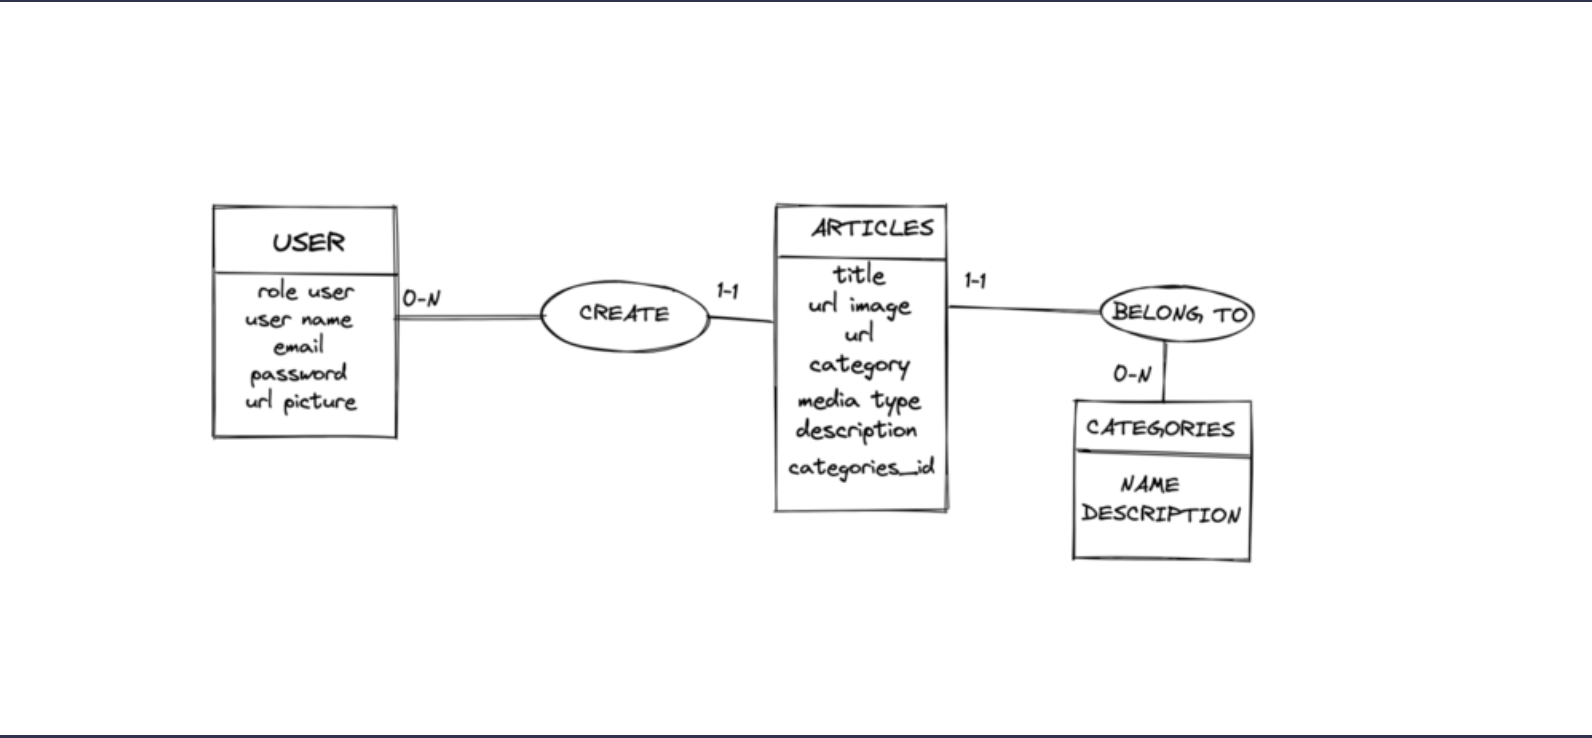 USER
role user
user name
email
password
url picture
0-N
CREATE
1-1
ARTICLES
title
url image
url
category
media type
description
categories_id
1-1
BELONG TO
0-N
CATEGORIES
NAME
DESCRIPTION